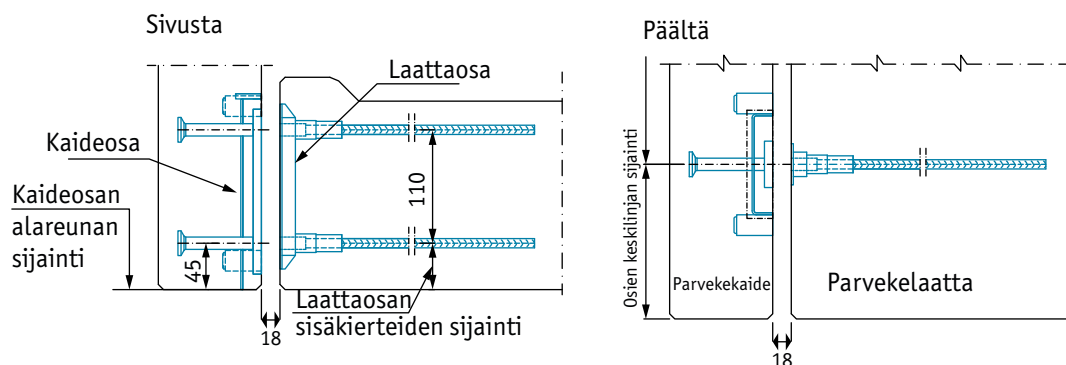 Sivusta
Laattaosa
Kaideosa
Kaideosan
alareunan
sijainti
110
45
Laattaosan
sisäkierteiden sijainti
18
Päältä
Osien keskilinjan sijainti
Parvekekaide
Parvekelaatta
18